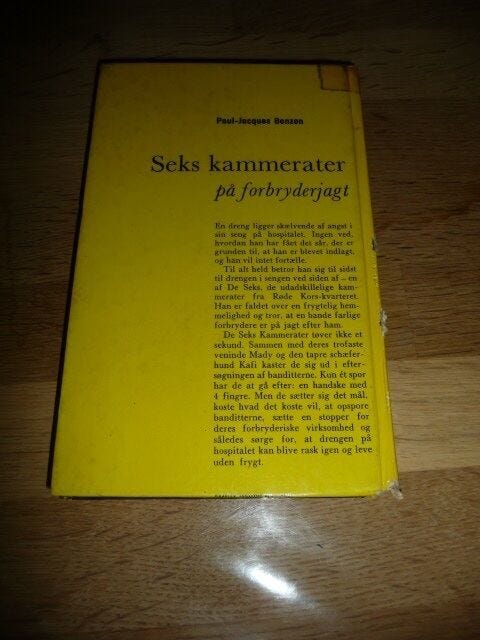 Paul-Jacques Bonzon
Seks kammerater
på forbryderjagt
En dreng ligger skælvende af angst i
sin seng på hospitalet. Ingen ved,
hvordan han har fået det sår, der er
grunden til, at han er blevet indlagt,
og han vil intet fortælle.
Til alt held betror han sig til sidst
til drengen i sengen ved siden af – en
af De Seks, de uadskillelige kam-
merater fra Røde Kors-kvarteret.
Han er faldet over en frygtelig hem-
melighed og tror, at en bande farlige
forbrydere er på jagt efter ham.
De Seks Kammerater tøver ikke et
sekund. Sammen med deres trofaste
veninde Mady og den tapre schæfer-
hund Kafi kaster de sig ud i efter-
søgningen af banditterne. Kun ét spor
har de at gå efter: en handske med
4 fingre. Men de sætter sig det mål,
koste hvad det koste vil, at opspore
banditterne, sætte en stopper for
deres forbryderiske virksomhed og
således sørge for, at drengen på
hospitalet kan blive rask igen og leve
uden frygt.